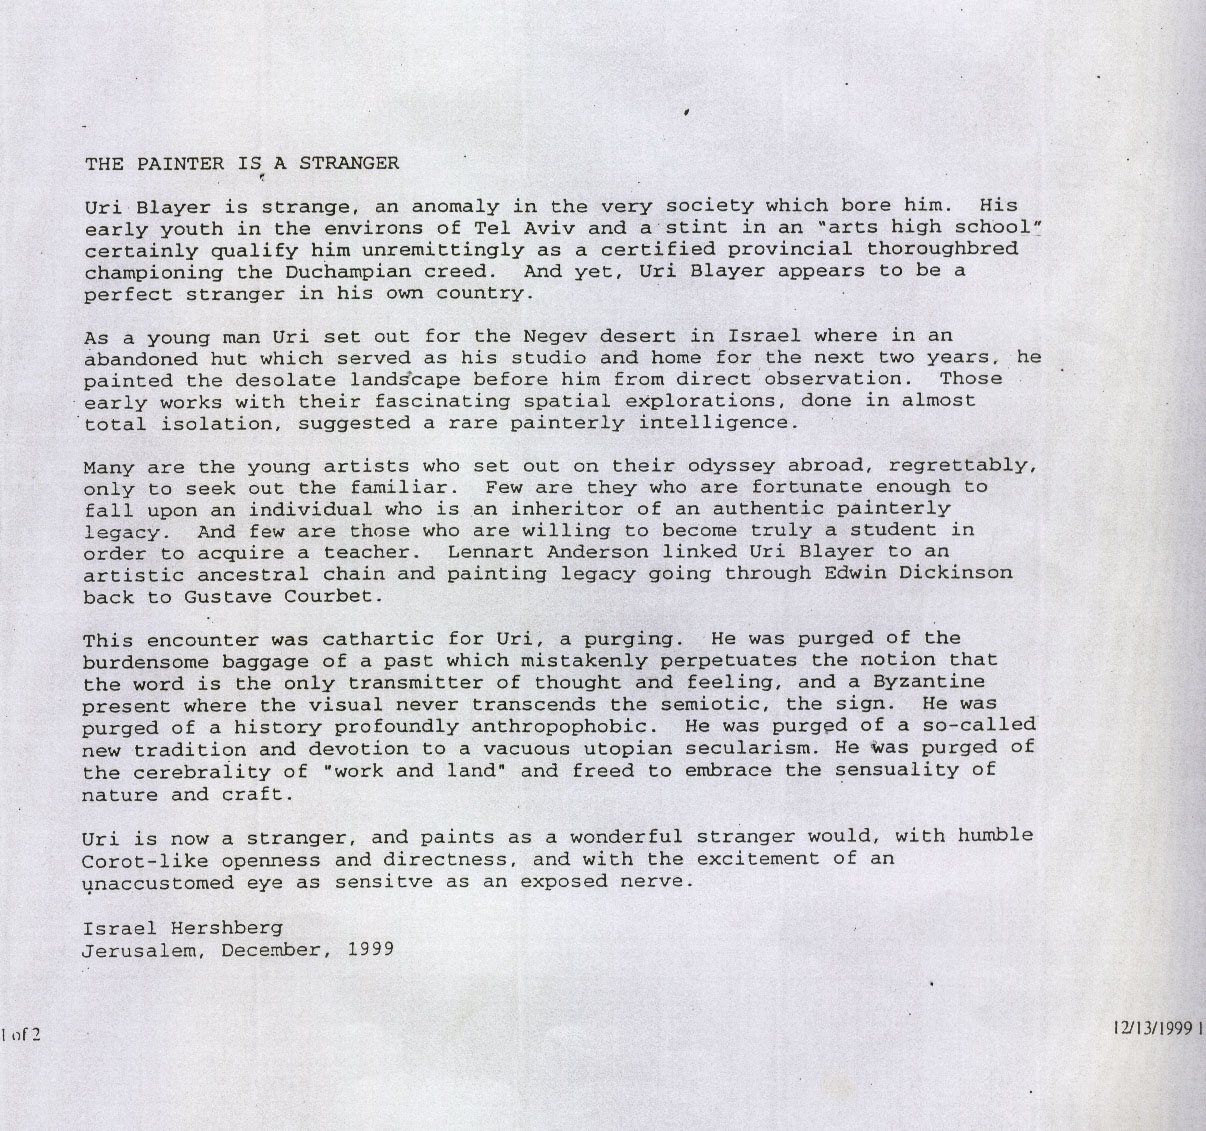 THE PAINTER IS A STRANGER
Uri Blayer is strange, an anomaly in the very society which bore him. His
early youth in the environs of Tel Aviv and a stint in an "arts high school"
certainly qualify him unremittingly as a certified provincial thoroughbred
championing the Duchampian creed. And yet, Uri Blayer appears to be a
perfect stranger in his own country.
As a young man Uri set out for the Negev desert in Israel where in an
abandoned hut which served as his studio and home for the next two years, he
painted the desolate landscape before him from direct observation. Those
early works with their fascinating spatial explorations, done in almost
total isolation, suggested a rare painterly intelligence.
Many are the young artists who set out on their odyssey abroad, regrettably,
only to seek out the familiar. Few are they who are fortunate enough to
fall upon an individual who is an inheritor of an authentic painterly
legacy. And few are those who are willing to become truly a student in
order to acquire a teacher. Lennart Anderson linked Uri Blayer to an
artistic ancestral chain and painting legacy going through Edwin Dickinson
back to Gustave Courbet.
This encounter was cathartic for Uri, a purging. He was purged of the
burdensome baggage of a past which mistakenly perpetuates the notion that
the word is the only transmitter of thought and feeling, and a Byzantine
present where the visual never transcends the semiotic, the sign. He was
purged of a history profoundly anthropophobic. He was purged of a so-called
new tradition and devotion to a vacuous utopian secularism. He was purged of
the cerebrality of "work and land" and freed to embrace the sensuality of
nature and craft.
Uri is now a stranger, and paints as a wonderful stranger would, with humble
Corot-like openness and directness, and with the excitement of an
unaccustomed eye as sensitve as an exposed nerve.
Israel Hershberg
Jerusalem, December, 1999
1 of 2
12/13/1999 1